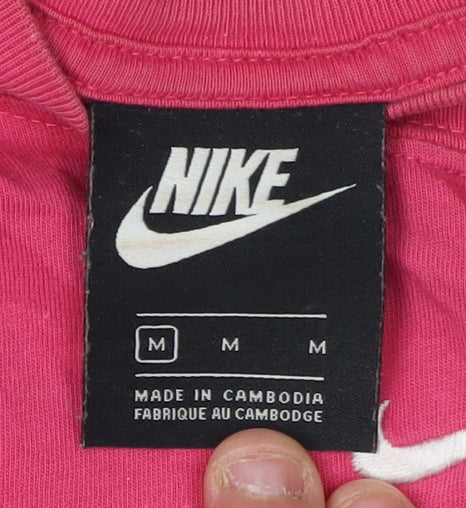 NIKE
M M M
MADE IN CAMBODIA
FABRIQUE AU CAMBODGE